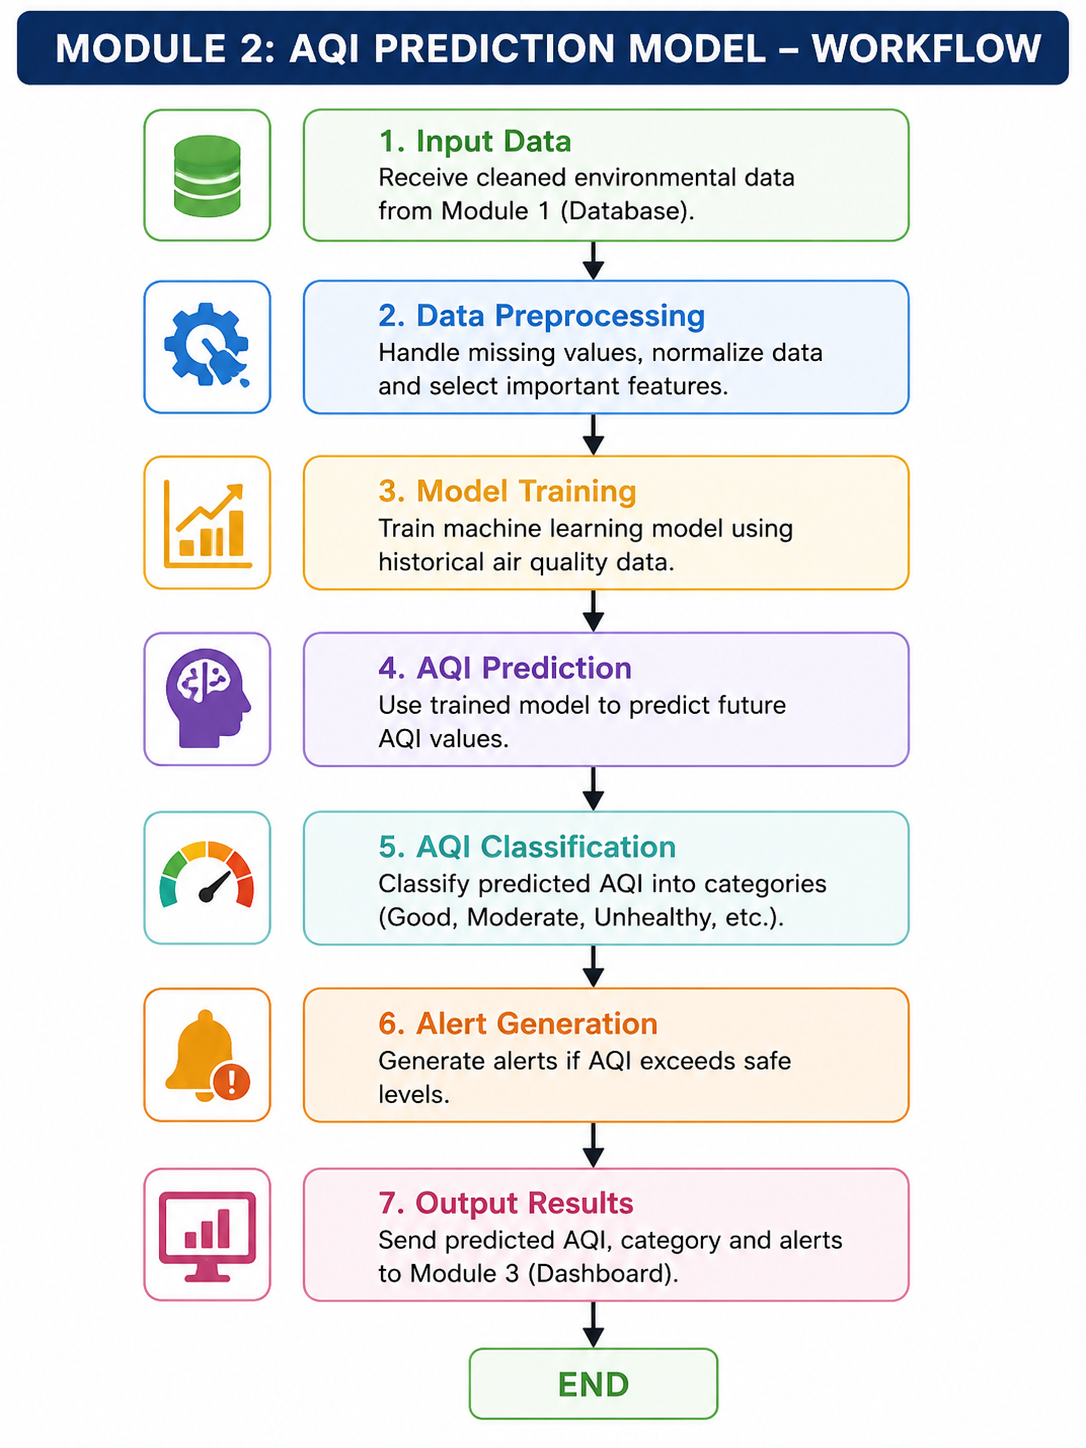 MODULE 2: AQI PREDICTION MODEL – WORKFLOW
1. Input Data
Receive cleaned environmental data
from Module 1 (Database).
2. Data Preprocessing
Handle missing values, normalize data
and select important features.
3. Model Training
Train machine learning model using
historical air quality data.
4. AQI Prediction
Use trained model to predict future
AQI values.
5. AQI Classification
Classify predicted AQI into categories
(Good, Moderate, Unhealthy, etc.).
6. Alert Generation
Generate alerts if AQI exceeds safe
levels.
!
7. Output Results
Send predicted AQI, category and alerts
to Module 3 (Dashboard).
END